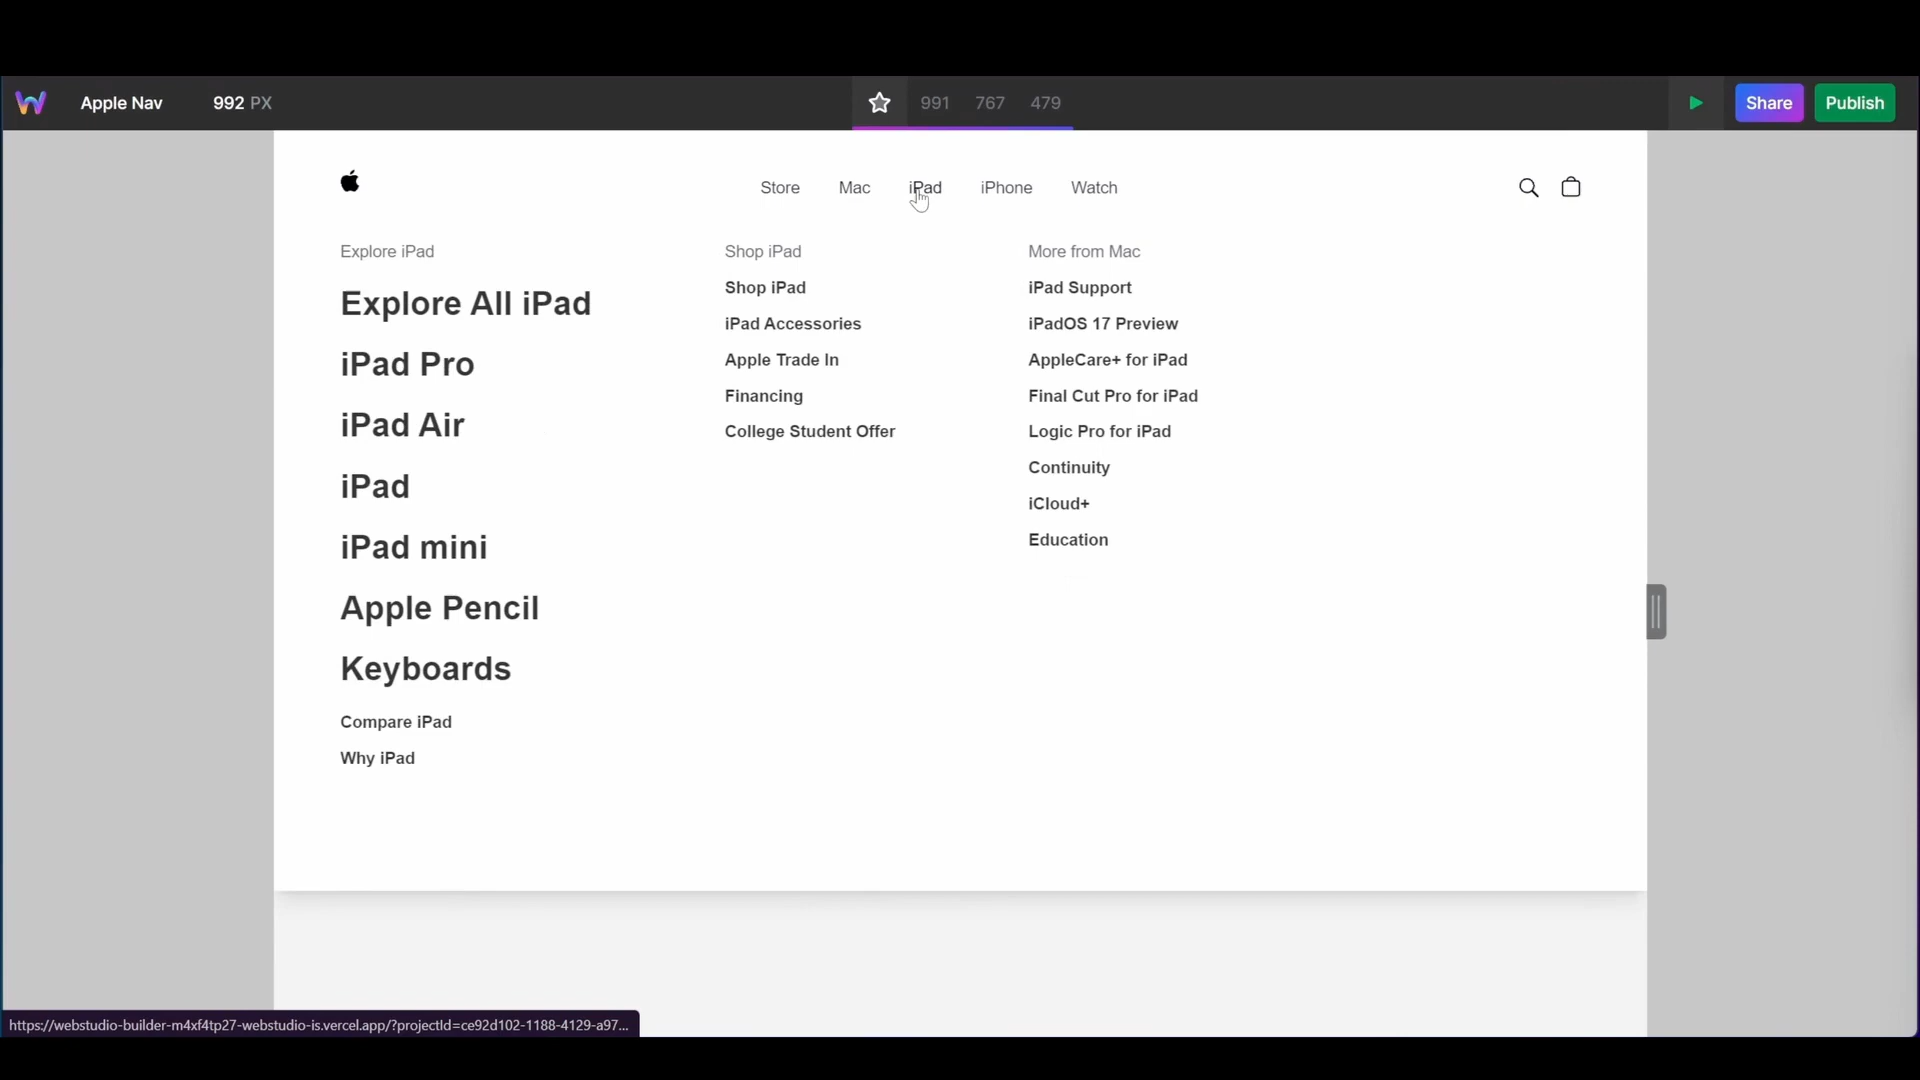 Apple Nav
992 PX
991
767
479
Share
Publish
Store
Mac
iPad
iPhone
Watch
Explore iPad
Explore All iPad
iPad Pro
iPad Air
iPad
iPad mini
Apple Pencil
Keyboards
Compare iPad
Why iPad
Shop iPad
Shop iPad
iPad Accessories
Apple Trade In
Financing
College Student Offer
More from Mac
iPad Support
iPadOS 17 Preview
AppleCare+ for iPad
Final Cut Pro for iPad
Logic Pro for iPad
Continuity
iCloud+
Education
https://webstudio-builder-m4xf4tp27-webstudio-is.vercel.app/?projectId=ce92d102-1188-4129-a97...